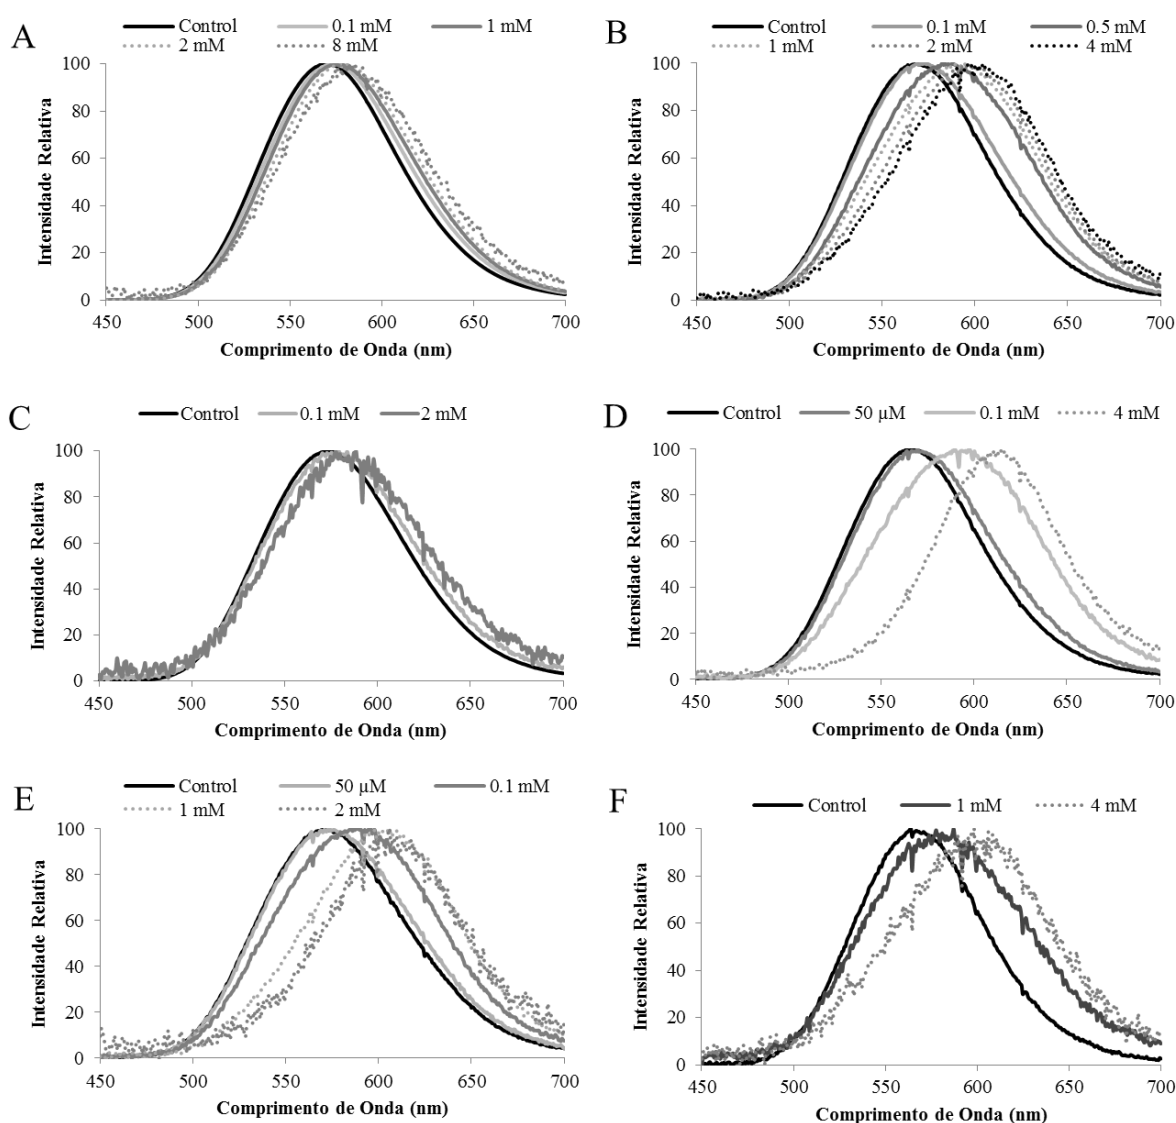 A
Control 0.1 mM 1 mM
2 mM 8 mM
Intensidade Relativa
100
80
60
40
20
0
450 500 550 600 650 700
Comprimento de Onda (nm)
B
Control 0.1 mM 0.5 mM
1 mM 2 mM 4 mM
Intensidade Relativa
100
80
60
40
20
0
450 500 550 600 650 700
Comprimento de Onda (nm)
C
Control 0.1 mM 2 mM
Intensidade Relativa
100
80
60
40
20
0
450 500 550 600 650 700
Comprimento de Onda (nm)
D
Control 50 µM 0.1 mM 4 mM
Intensidade Relativa
100
80
60
40
20
0
450 500 550 600 650 700
Comprimento de Onda (nm)
E
Control 50 µM 0.1 mM
1 mM 2 mM
Intensidade Relativa
100
80
60
40
20
0
450 500 550 600 650 700
Comprimento de Onda (nm)
F
Control 1 mM 4 mM
Intensidade Relativa
100
80
60
40
20
0
450 500 550 600 650 700
Comprimento de Onda (nm)